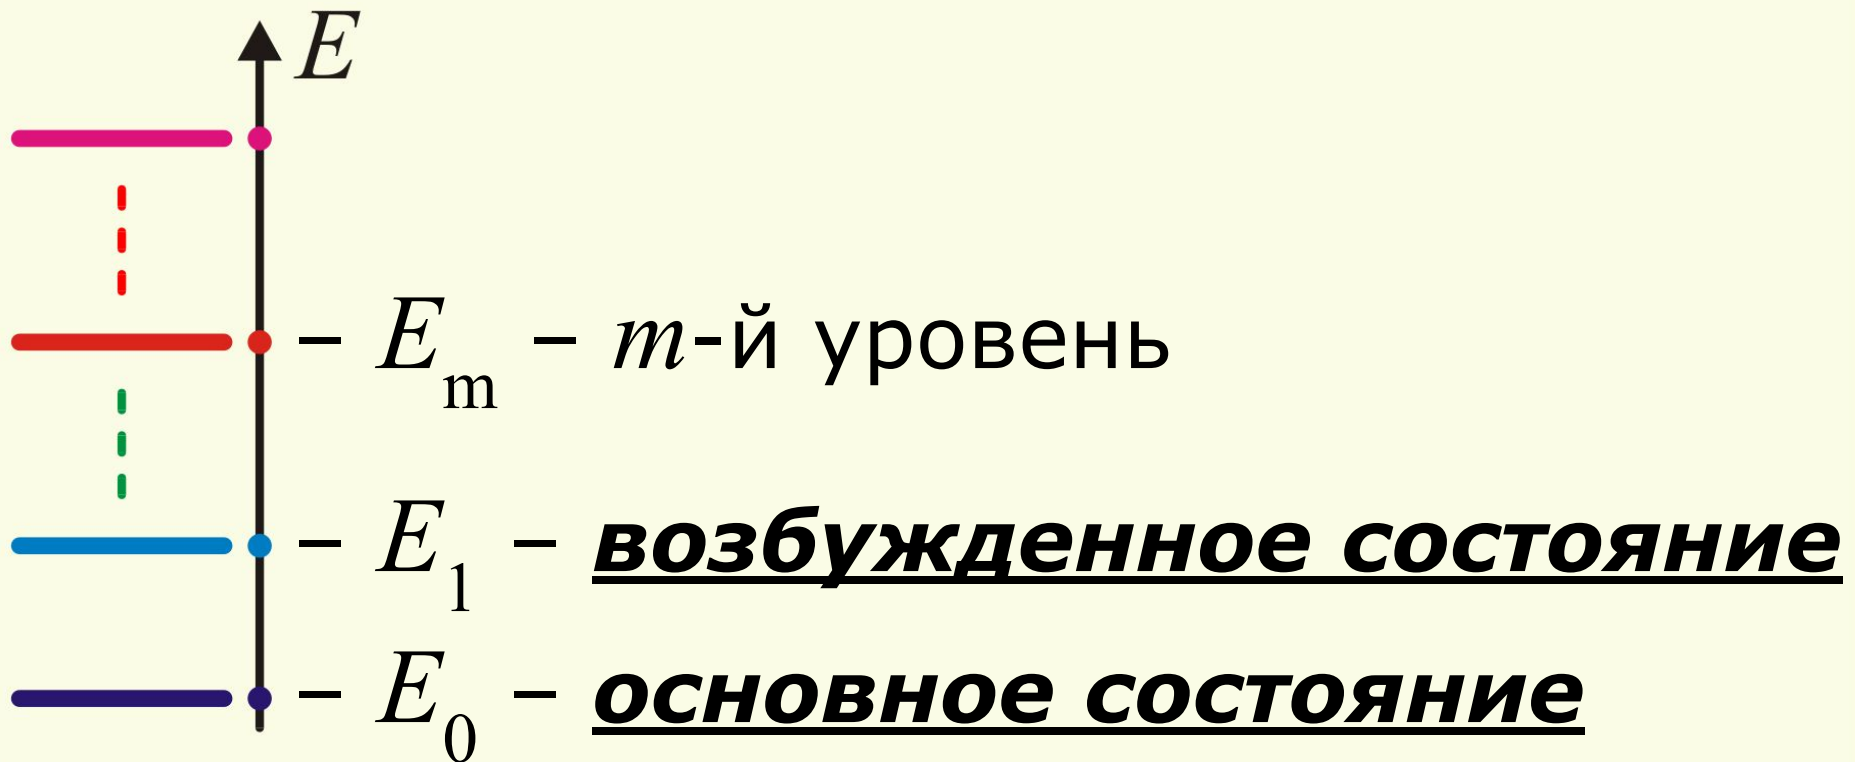 E
– Eₘ – m-й уровень
– E₁ – возбужденное состояние
– E₀ – основное состояние